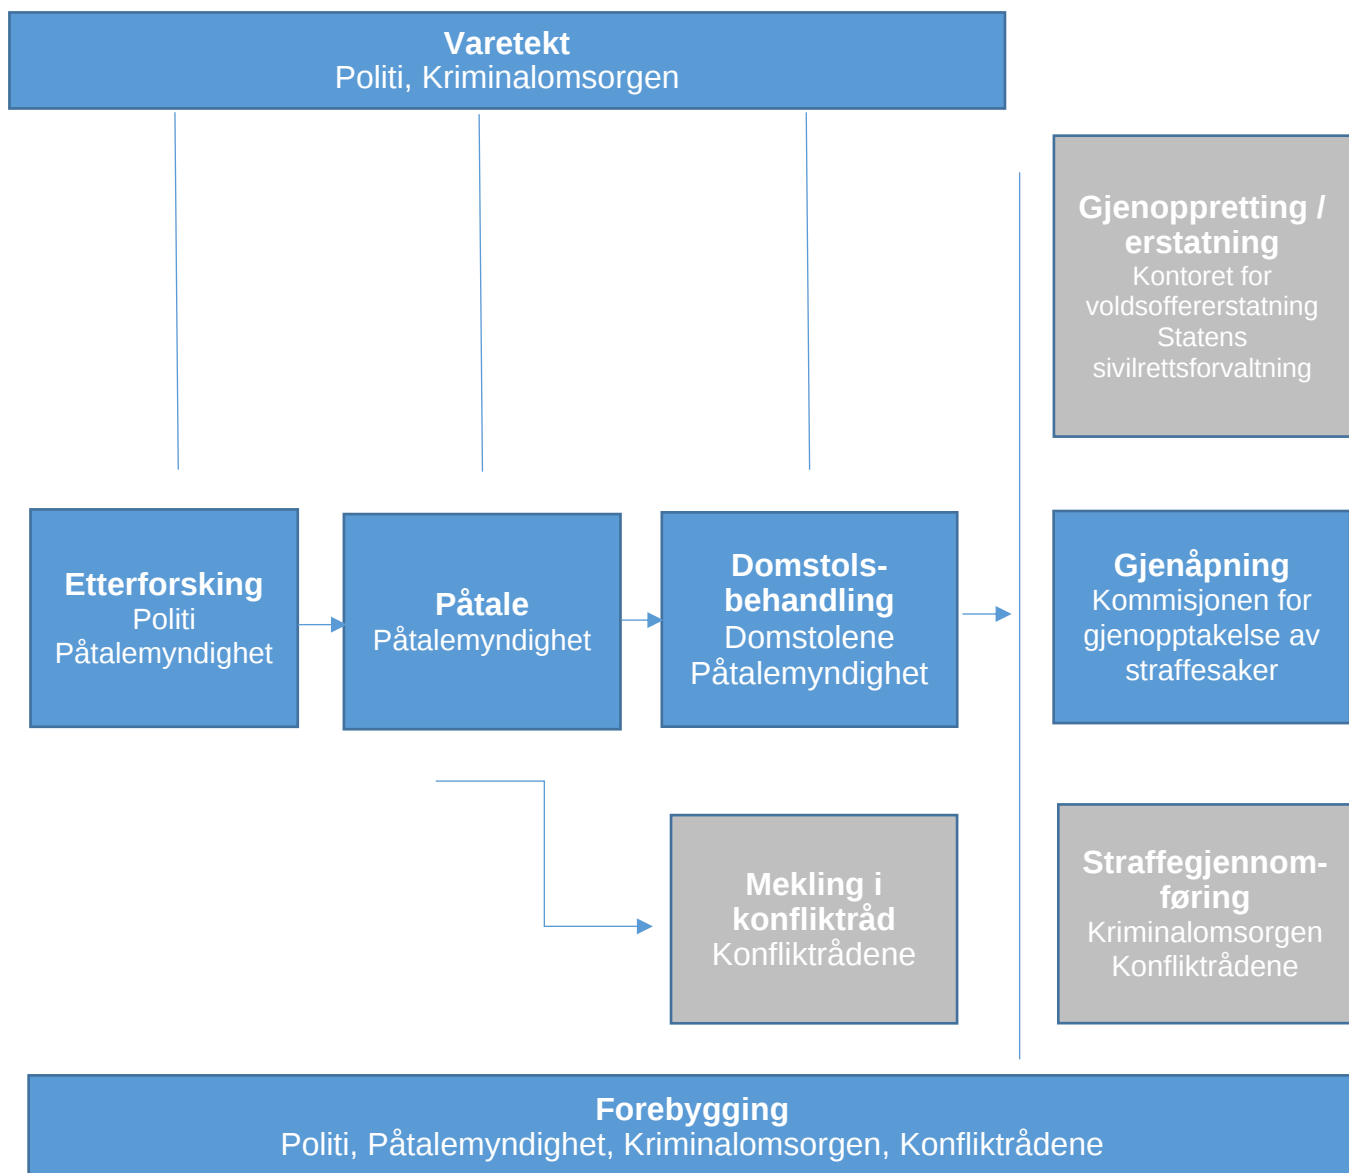 Varetekt
Politi, Kriminalomsorgen
Gjenoppretting /
erstatning
Kontoret for
voldsoffererstatning
Statens
sivilrettsforvaltning
Etterforsking
Politi
Påtalemyndighet
Påtale
Påtalemyndighet
Domstols-
behandling
Domstolene
Påtalemyndighet
Gjenåpning
Kommisjonen for
gjenopptakelse av
straffesaker
Mekling i
konfliktråd
Konfliktrådene
Straffegjennom-
føring
Kriminalomsorgen
Konfliktrådene
Forebygging
Politi, Påtalemyndighet, Kriminalomsorgen, Konfliktrådene